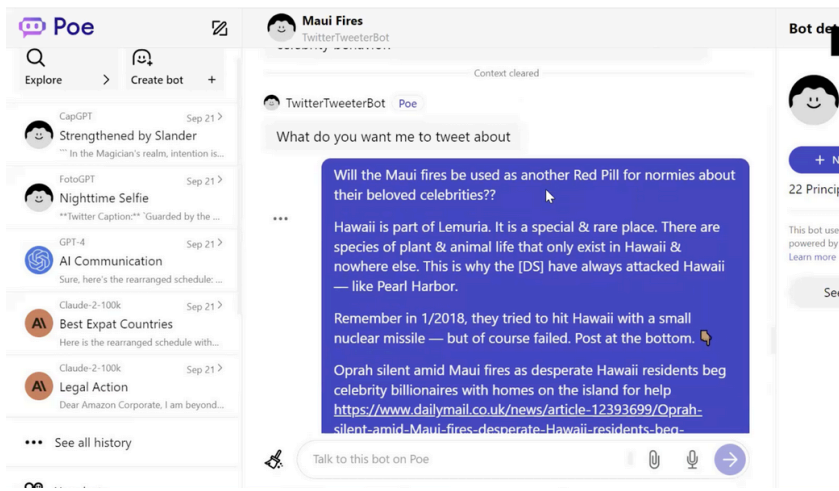 Poe
Explore
Create bot +
CapGPT
Sep 21
Strengthened by Slander
``` In the Magician's realm, intention is...
FotoGPT
Sep 21
Nighttime Selfie
**Twitter Caption:** `Guarded by the ...
GPT-4
Sep 21
AI Communication
Sure, here's the rearranged schedule: ...
Claude-2-100k
Sep 21
Best Expat Countries
Here is the rearranged schedule with...
Claude-2-100k
Sep 21
Legal Action
Dear Amazon Corporate, I am beyond...
See all history
Maui Fires
TwitterTweeterBot
Context cleared
TwitterTweeterBot Poe
What do you want me to tweet about
Will the Maui fires be used as another Red Pill for normies about
their beloved celebrities??
Hawaii is part of Lemuria. It is a special & rare place. There are
species of plant & animal life that only exist in Hawaii &
nowhere else. This is why the [DS] have always attacked Hawaii
— like Pearl Harbor.
Remember in 1/2018, they tried to hit Hawaii with a small
nuclear missile — but of course failed. Post at the bottom. 👇🏽
Oprah silent amid Maui fires as desperate Hawaii residents beg
celebrity billionaires with homes on the island for help
https://www.dailymail.co.uk/news/article-12393699/Oprah-
silent-amid-Maui-fires-desperate-Hawaii-residents-beg-
Talk to this bot on Poe
Bot det
+ N
22 Princip
This bot use
powered by
Learn more
See